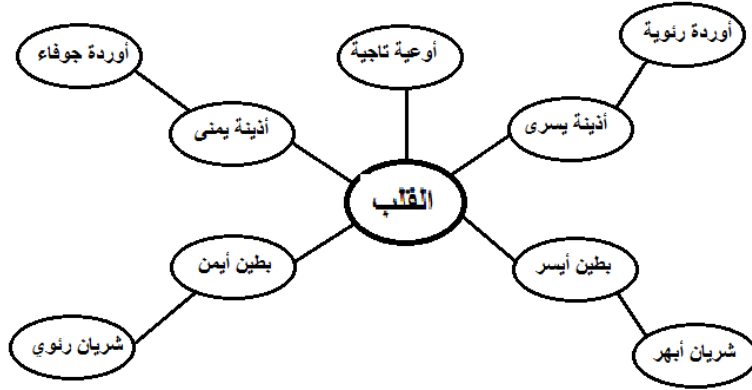 أوردة رئوية
أوعية تاجية
أوردة جوفاء
أذينة يسرى
أذينة يمنى
القلب
بطين أيسر
بطين أيمن
شريان أبهر
شريان رئوي